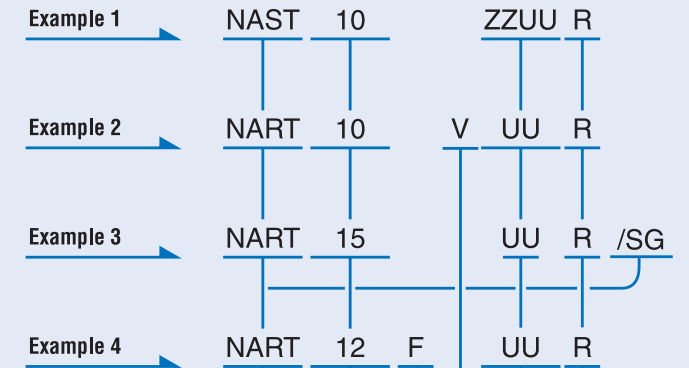 Example 1 NAST 10 ZZUU R
Example 2 NART 10 V UU R
Example 3 NART 15 UU R /SG
Example 4 NART 12 F UU R